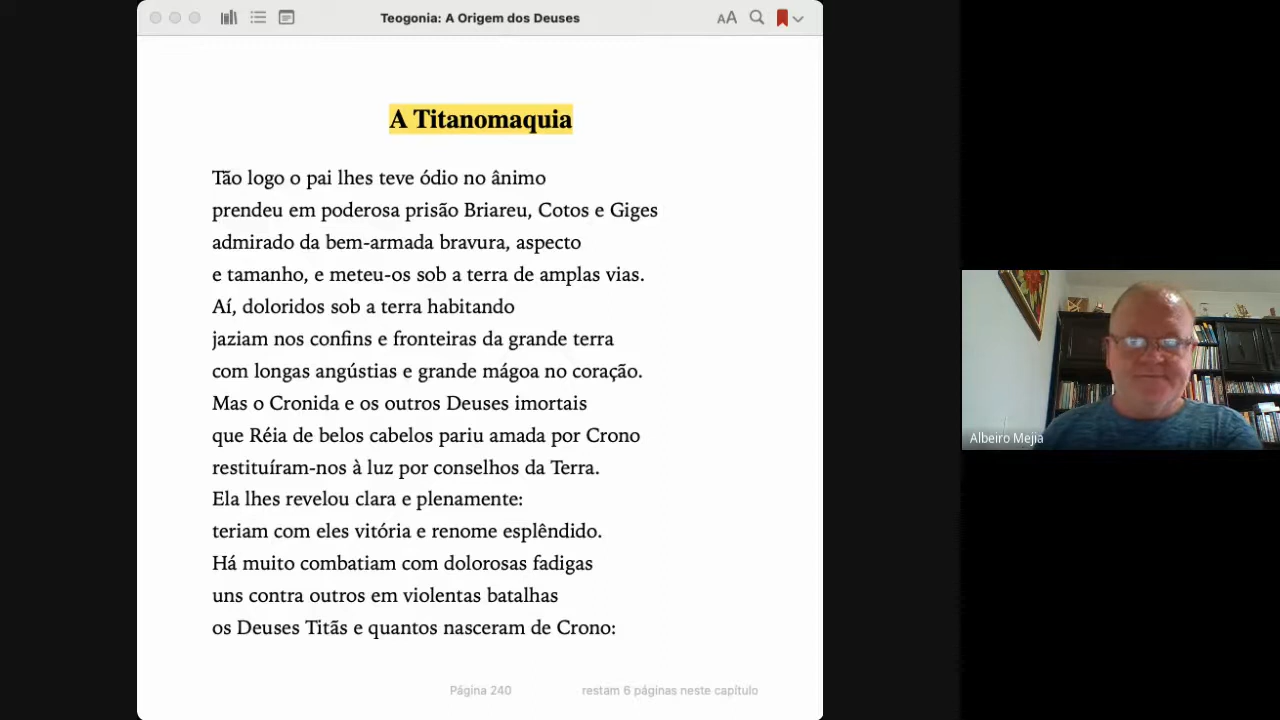 Teogonia: A Origem dos Deuses
AA
A Titanomaquia
Tão logo o pai lhes teve ódio no ânimo
prendeu em poderosa prisão Briareu, Cotos e Giges
admirado da bem-armada bravura, aspecto
e tamanho, e meteu-os sob a terra de amplas vias.
Aí, doloridos sob a terra habitando
jaziam nos confins e fronteiras da grande terra
com longas angústias e grande mágoa no coração.
Mas o Cronida e os outros Deuses imortais
que Réia de belos cabelos pariu amada por Crono
restituíram-nos à luz por conselhos da Terra.
Ela lhes revelou clara e plenamente:
teriam com eles vitória e renome esplêndido.
Há muito combatiam com dolorosas fadigas
uns contra outros em violentas batalhas
os Deuses Titãs e quantos nasceram de Crono:
Página 240
restam 6 páginas neste capítulo
Albeiro Mejia